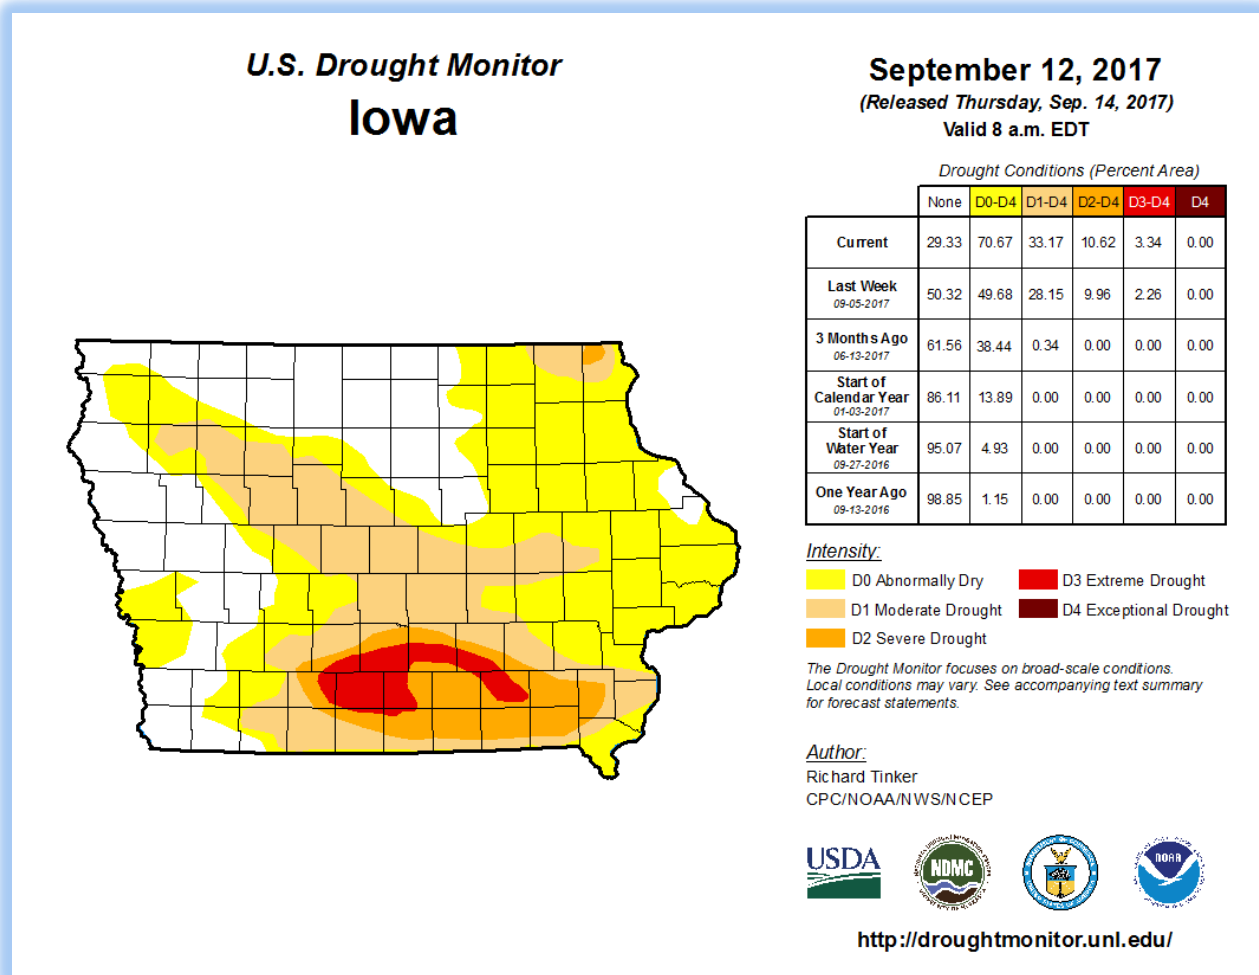 U.S. Drought Monitor
Iowa
September 12, 2017
(Released Thursday, Sep. 14, 2017)
Valid 8 a.m. EDT
Drought Conditions (Percent Area)
None D0-D4 D1-D4 D2-D4 D3-D4 D4
Current 29.33 70.67 33.17 10.62 3.34 0.00
Last Week
09-05-2017 50.32 49.68 28.15 9.96 2.26 0.00
3 Months Ago
06-13-2017 61.56 38.44 0.34 0.00 0.00 0.00
Start of
Calendar Year
01-03-2017 86.11 13.89 0.00 0.00 0.00 0.00
Start of
Water Year
09-27-2016 95.07 4.93 0.00 0.00 0.00 0.00
One Year Ago
09-13-2016 98.85 1.15 0.00 0.00 0.00 0.00
Intensity:
D0 Abnormally Dry D3 Extreme Drought
D1 Moderate Drought D4 Exceptional Drought
D2 Severe Drought
The Drought Monitor focuses on broad-scale conditions.
Local conditions may vary. See accompanying text summary
for forecast statements.
Author:
Richard Tinker
CPC/NOAA/NWS/NCEP
USDA
NDMC
NOAA
http://droughtmonitor.unl.edu/